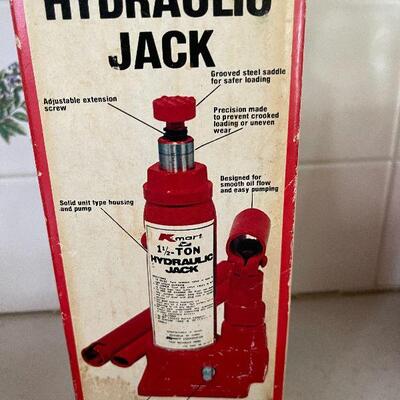 HYDRAULIC
JACK
Grooved steel saddle
for safer loading
Adjustable extension
screw
Precision made
to prevent crooked
loading or uneven
wear
Designed for
smooth oil flow
and easy pumping
Solid unit type housing
and pump
Kmart
1½-TON
HYDRAULIC
JACK